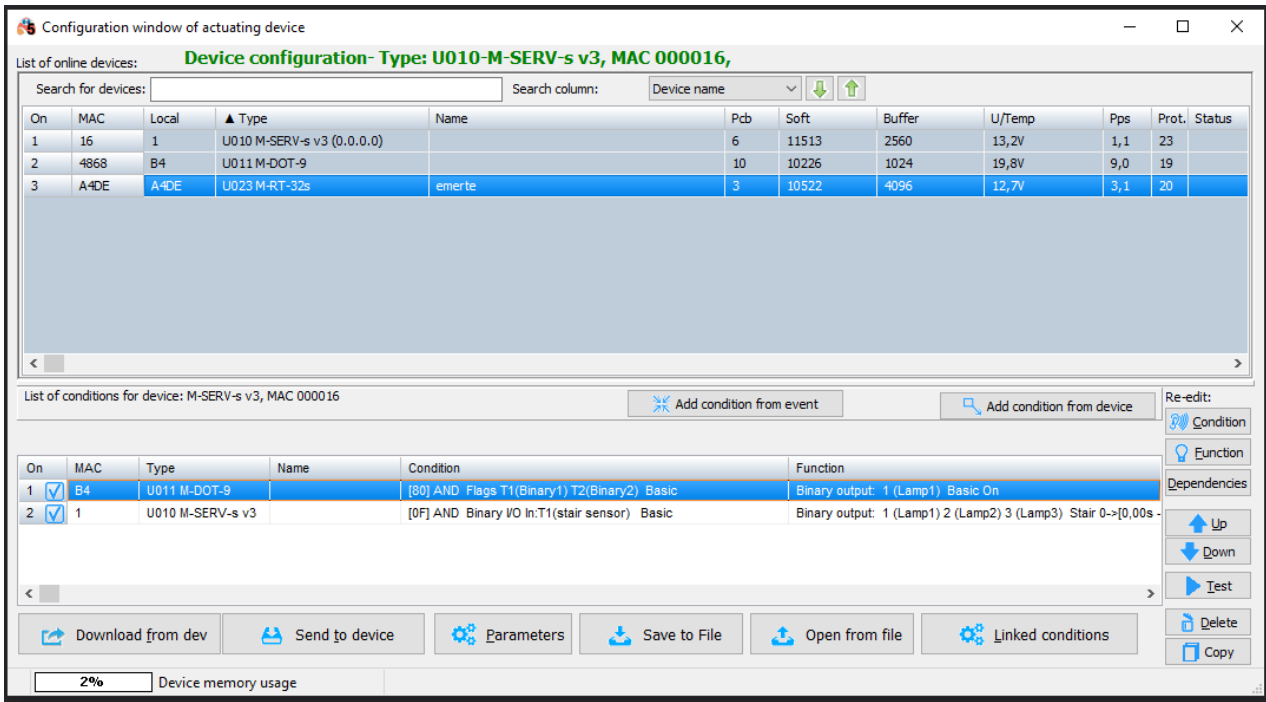 Configuration window of actuating device
List of online devices: Device configuration- Type: U010-M-SERV-s v3, MAC 000016,
Search for devices: Search column: Device name
On MAC Local ▲ Type Name Pcb Soft Buffer U/Temp Pps Prot. Status
1 16 1 U010 M-SERV-s v3 (0.0.0.0) 6 11513 2560 13,2V 1,1 23
2 4868 B4 U011 M-DOT-9 10 10226 1024 19,8V 9,0 19
3 A4DE A4DE U023 M-RT-32s emerte 3 10522 4096 12,7V 3,1 20
List of conditions for device: M-SERV-s v3, MAC 000016 Add condition from event Add condition from device Re-edit:
Condition
Function
On MAC Type Name Condition Function
1 B4 U011 M-DOT-9 [80] AND Flags T1(Binary1) T2(Binary2) Basic Binary output: 1 (Lamp1) Basic On
Dependencies
2 1 U010 M-SERV-s v3 [0F] AND Binary I/O In:T1(stair sensor) Basic Binary output: 1 (Lamp1) 2 (Lamp2) 3 (Lamp3) Stair 0->[0,00s -
Up
Down
Test
Download from dev Send to device Parameters Save to File Open from file Linked conditions
Delete
Copy
2% Device memory usage